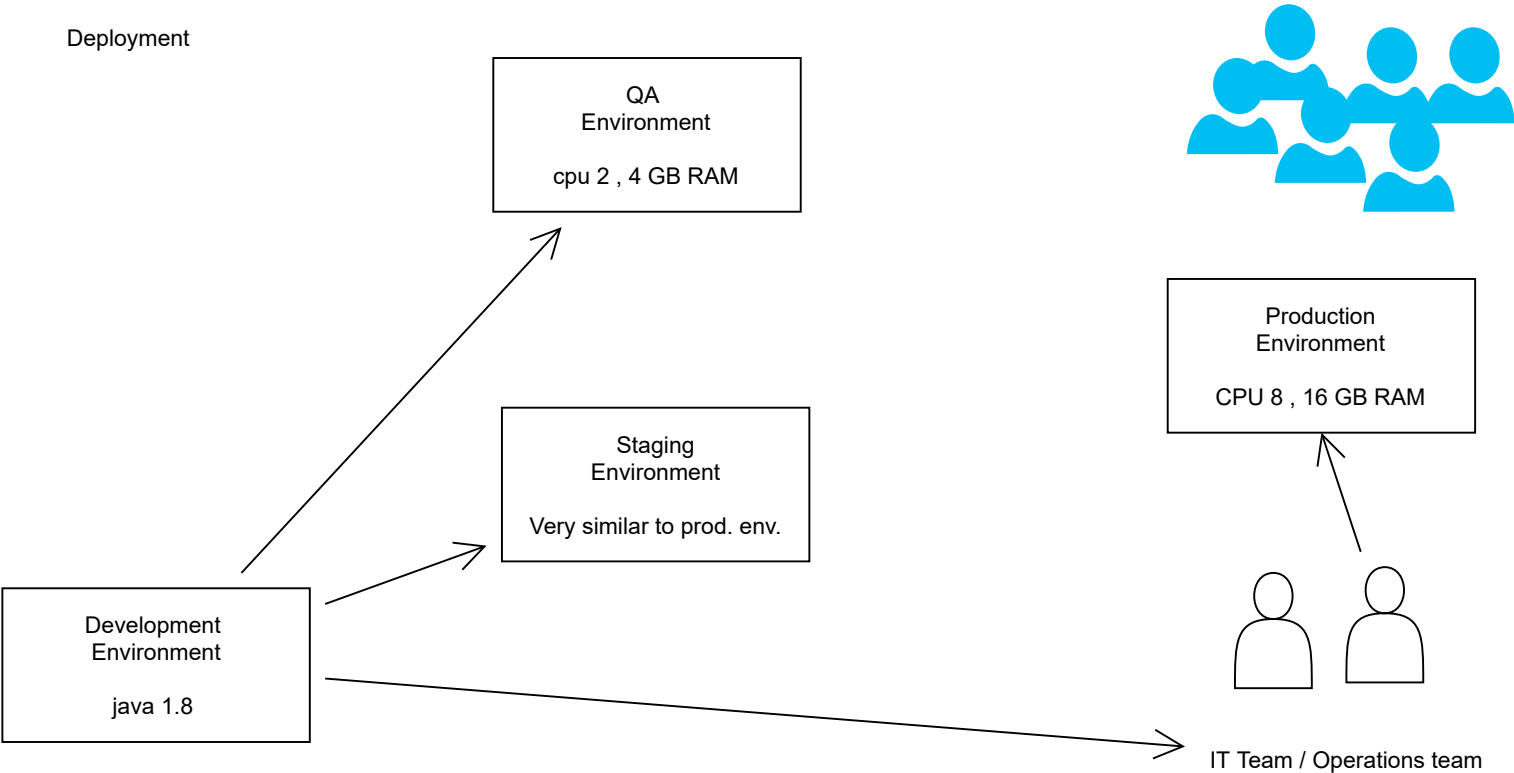 Deployment
QA
Environment
cpu 2 , 4 GB RAM
Production
Environment
CPU 8 , 16 GB RAM
Staging
Environment
Very similar to prod. env.
Development
Environment
java 1.8
IT Team / Operations team